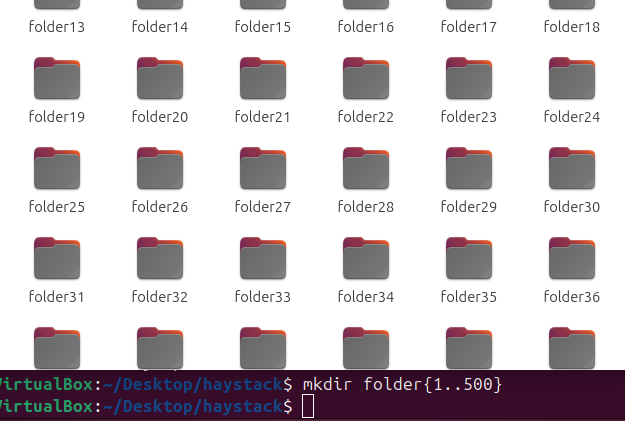 folder13 folder14 folder15 folder16 folder17 folder18
folder19 folder20 folder21 folder22 folder23 folder24
folder25 folder26 folder27 folder28 folder29 folder30
folder31 folder32 folder33 folder34 folder35 folder36
VirtualBox:~/Desktop/haystack$ mkdir folder{1..500}
VirtualBox:~/Desktop/haystack$